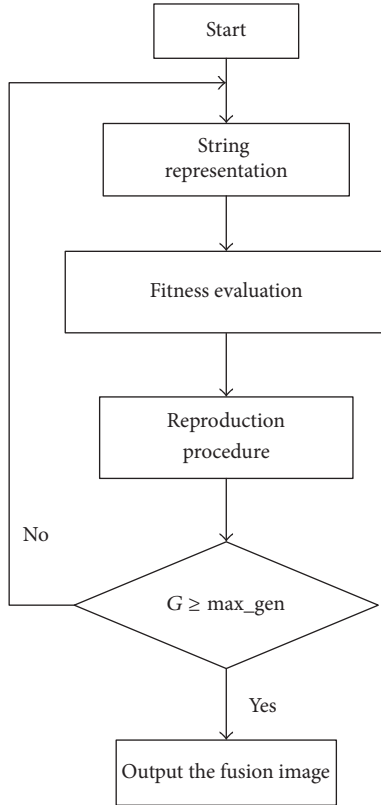 Start
String
representation
Fitness evaluation
Reproduction
procedure
No
G ≥ max_gen
Yes
Output the fusion image